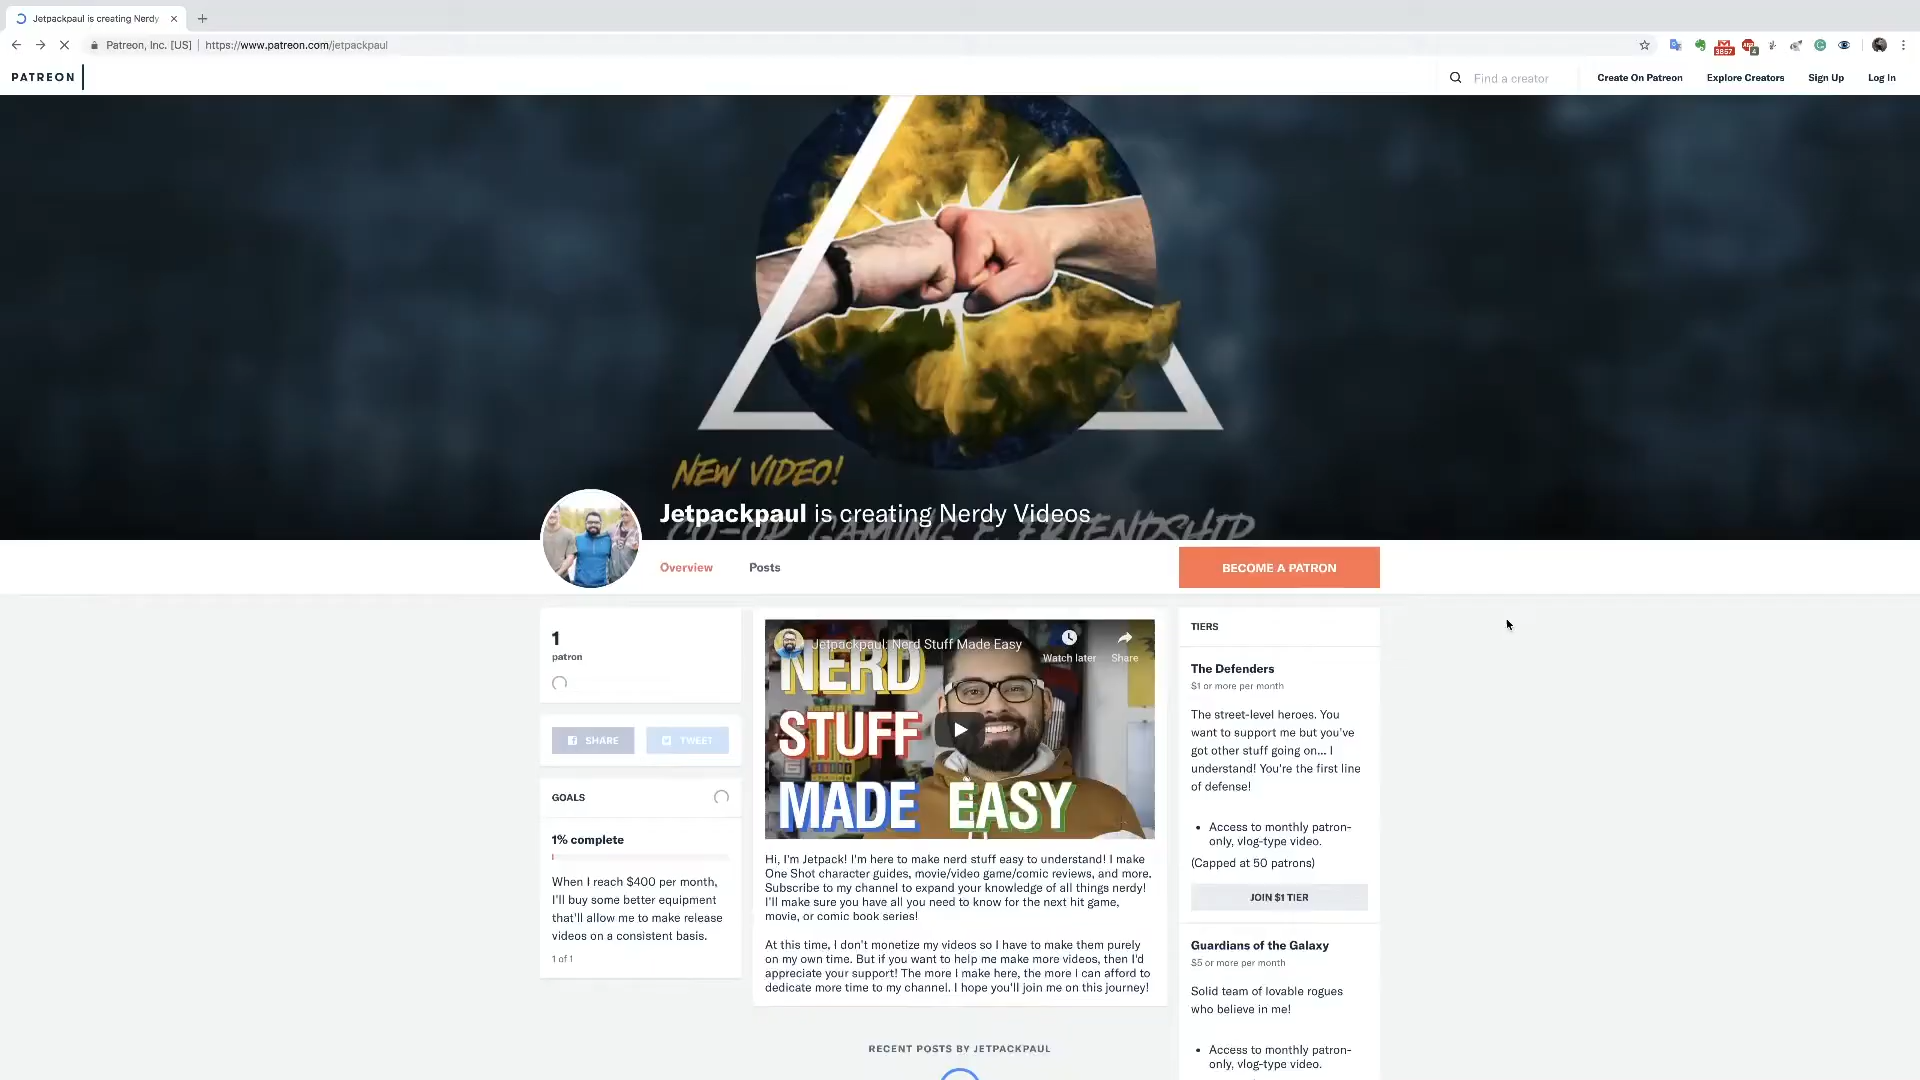 Jetpackpaul is creating Nerdy
Patreon, Inc. [US] | https://www.patreon.com/jetpackpaul
3857
4
PATREON
Find a creator
Create On Patreon
Explore Creators
Sign Up
Log In
NEW VIDEO!
CO-OP GAMING & FRIENDSHIP
Jetpackpaul is creating Nerdy Videos
Overview
Posts
BECOME A PATRON
1
patron
SHARE
TWEET
GOALS
1% complete
When I reach $400 per month,
I'll buy some better equipment
that'll allow me to make release
videos on a consistent basis.
1 of 1
Jetpackpaul: Nerd Stuff Made Easy
Watch later
Share
NERD
STUFF
MADE EASY
Hi, I'm Jetpack! I'm here to make nerd stuff easy to understand! I make
One Shot character guides, movie/video game/comic reviews, and more.
Subscribe to my channel to expand your knowledge of all things nerdy!
I'll make sure you have all you need to know for the next hit game,
movie, or comic book series!
At this time, I don't monetize my videos so I have to make them purely
on my own time. But if you want to help me make more videos, then I'd
appreciate your support! The more I make here, the more I can afford to
dedicate more time to my channel. I hope you'll join me on this journey!
RECENT POSTS BY JETPACKPAUL
TIERS
The Defenders
$1 or more per month
The street-level heroes. You
want to support me but you've
got other stuff going on... I
understand! You're the first line
of defense!
• Access to monthly patron-
only, vlog-type video.
(Capped at 50 patrons)
JOIN $1 TIER
Guardians of the Galaxy
$5 or more per month
Solid team of lovable rogues
who believe in me!
• Access to monthly patron-
only, vlog-type video.